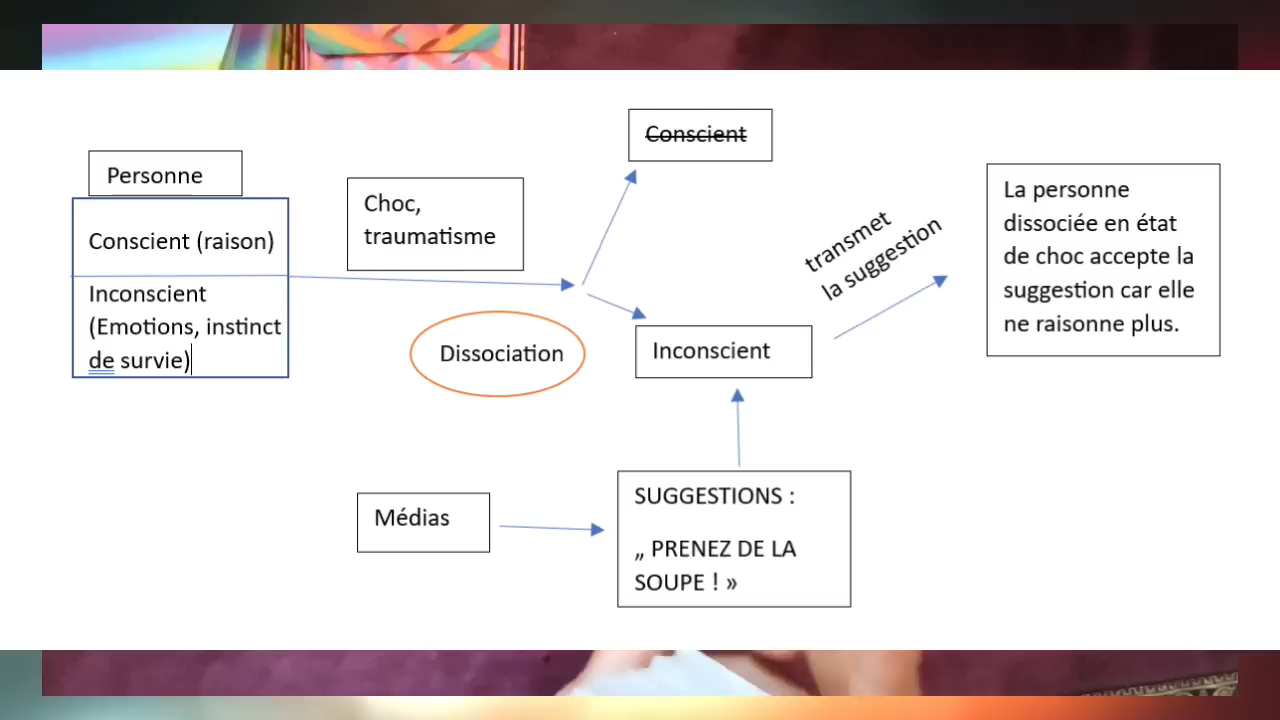 Personne
Conscient (raison)
Inconscient
(Emotions, instinct
de survie)
Choc,
traumatisme
Dissociation
Conscient
Inconscient
transmet
la suggestion
La personne
dissociée en état
de choc accepte la
suggestion car elle
ne raisonne plus.
Médias
SUGGESTIONS :
„ PRENEZ DE LA
SOUPE ! »